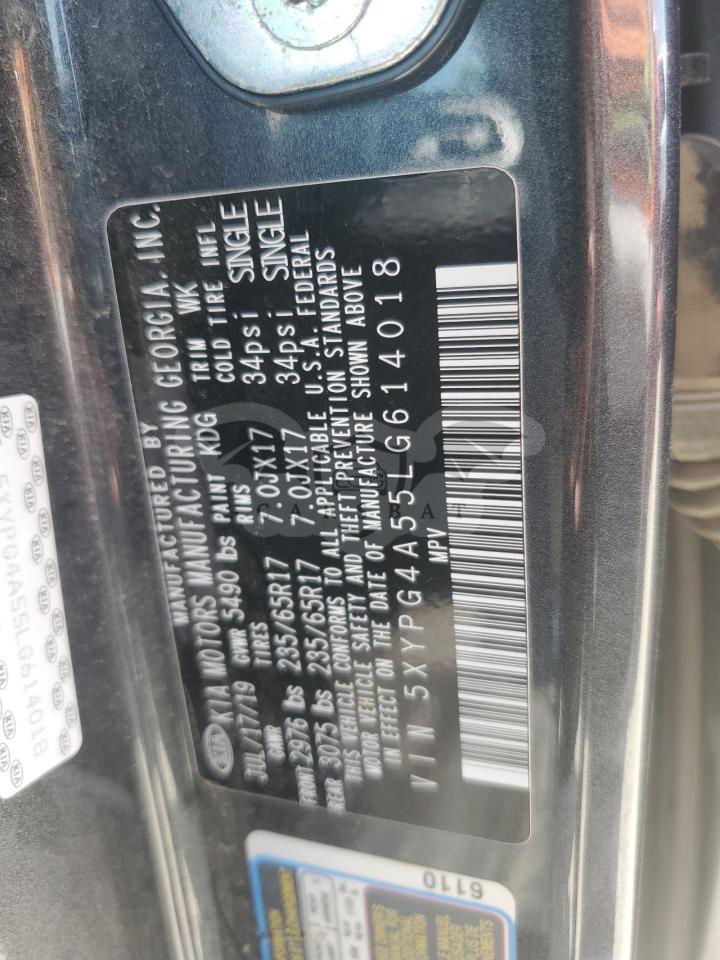 MANUFACTURED BY
KIA MOTORS MANUFACTURING GEORGIA, INC.
JUL/17/19 GVWR 5490 lbs PAINT KDG TRIM WK
GAWR TIRES RIMS COLD TIRE INFL
FRONT 2976 lbs 235/65R17 7.0JX17 34psi SINGLE
REAR 3075 lbs 235/65R17 7.0JX17 34psi SINGLE
THIS VEHICLE CONFORMS TO ALL APPLICABLE U.S.A. FEDERAL
MOTOR VEHICLE SAFETY AND THEFT PREVENTION STANDARDS
IN EFFECT ON THE DATE OF MANUFACTURE SHOWN ABOVE
VIN 5XYPG4A55LG614018
MPV
5XYPG4A55LG614018
KIA
6110